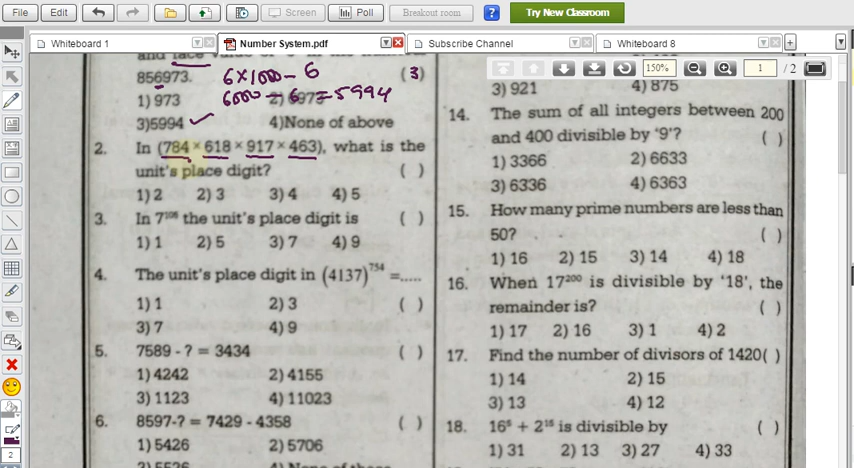 File Edit Screen Poll Breakout room ? Try New Classroom
Whiteboard 1 Number System.pdf Subscribe Channel Whiteboard 8
150% 1 / 2
856973. (3)
6×1000 - 6
6000 - 6 = 5994
1) 973 2) 6973
3)5994 4)None of above
2. In (784 × 618 × 917 × 463), what is the
unit's place digit? ( )
1) 2 2) 3 3) 4 4) 5
3. In 7¹⁰⁸ the unit's place digit is ( )
1) 1 2) 5 3) 7 4) 9
4. The unit's place digit in (4137)⁷⁵⁴ =.....
1) 1 2) 3 ( )
3) 7 4) 9
5. 7589 - ? = 3434 ( )
1) 4242 2) 4155
3) 1123 4) 11023
6. 8597-? = 7429 - 4358 ( )
1) 5426 2) 5706
3) 921 4) 875
14. The sum of all integers between 200
and 400 divisible by '9'? ( )
1) 3366 2) 6633
3) 6336 4) 6363
15. How many prime numbers are less than
50? ( )
1) 16 2) 15 3) 14 4) 18
16. When 17²⁰⁰ is divisible by '18', the
remainder is? ( )
1) 17 2) 16 3) 1 4) 2
17. Find the number of divisors of 1420( )
1) 14 2) 15
3) 13 4) 12
18. 16⁵ + 2¹⁵ is divisible by ( )
1) 31 2) 13 3) 27 4) 33
2